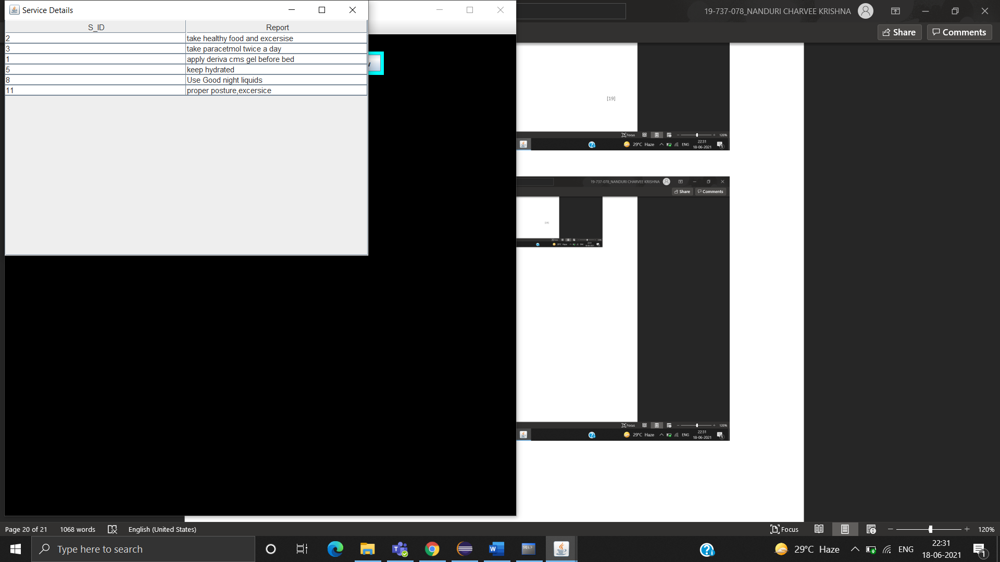 Service Details
S_ID Report
2 take healthy food and excersise
3 take paracetmol twice a day
1 apply deriva cms gel before bed
5 keep hydrated
8 Use Good night liquids
11 proper posture,excersice
19-737-078_NANDURI CHARVEE KRISHNA
Share Comments
[19]
Focus 120%
29°C Haze ENG 22:31
18-06-2021
1
19-737-078_NANDURI CHARVEE KRISHNA
Share Comments
Focus 120%
29°C Haze ENG 22:31
18-06-2021
1
Page 20 of 21 1068 words English (United States) Focus 120%
Type here to search
SQL>
29°C Haze ENG 22:31
18-06-2021
1